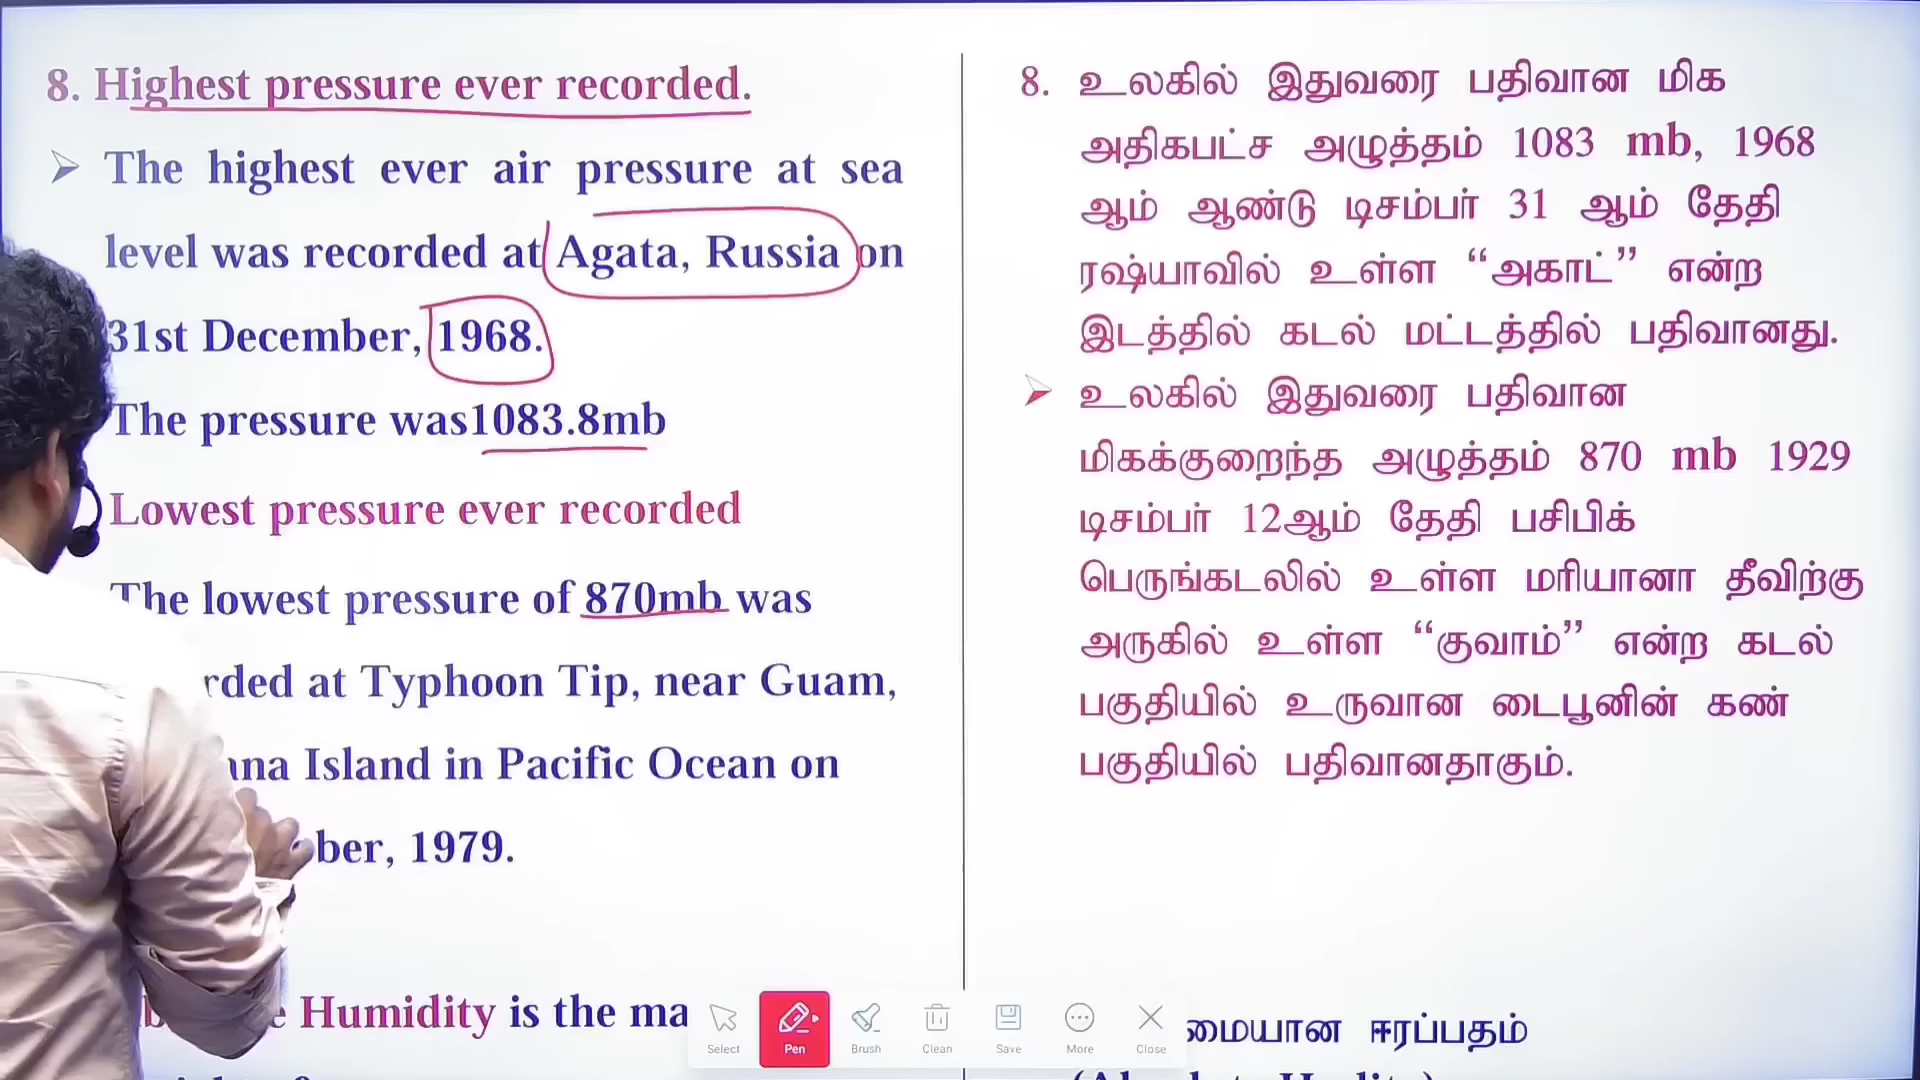 8. Highest pressure ever recorded.
The highest ever air pressure at sea
level was recorded at Agata, Russia on
31st December, 1968.
The pressure was1083.8mb
Lowest pressure ever recorded
The lowest pressure of 870mb was
rded at Typhoon Tip, near Guam,
ana Island in Pacific Ocean on
ber, 1979.
Humidity is the ma
8. உலகில் இதுவரை பதிவான மிக
அதிகபட்ச அழுத்தம் 1083 mb, 1968
ஆம் ஆண்டு டிசம்பர் 31 ஆம் தேதி
ரஷ்யாவில் உள்ள “அகாட்” என்ற
இடத்தில் கடல் மட்டத்தில் பதிவானது.
உலகில் இதுவரை பதிவான
மிகக்குறைந்த அழுத்தம் 870 mb 1929
டிசம்பர் 12ஆம் தேதி பசிபிக்
பெருங்கடலில் உள்ள மரியானா தீவிற்கு
அருகில் உள்ள “குவாம்” என்ற கடல்
பகுதியில் உருவான டைபூனின் கண்
பகுதியில் பதிவானதாகும்.
மையான ஈரப்பதம்
Select Pen Brush Clean Save More Close